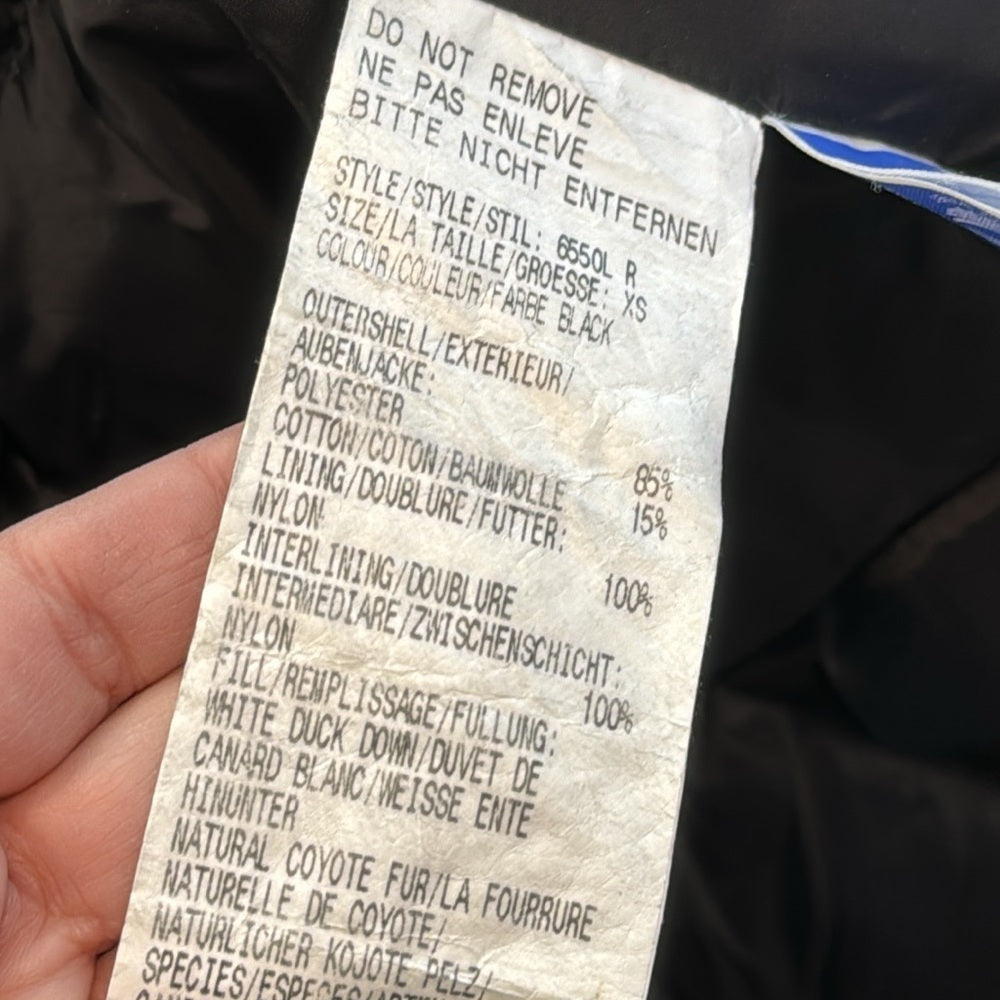 DO NOT REMOVE
NE PAS ENLEVE
BITTE NICHT ENTFERNEN
STYLE/STYLE/STIL: 6550L R
SIZE/LA TAILLE/GROESSE: XS
COLOUR/COULEUR/FARBE BLACK
OUTERSHELL/EXTERIEUR/
AUBENJACKE:
POLYESTER 85%
COTTON/COTON/BAUMWOLLE 15%
LINING/DOUBLURE/FUTTER:
NYLON 100%
INTERLINING/DOUBLURE
INTERMEDIARE/ZWISCHENSCHICHT:
NYLON 100%
FILL/REMPLISSAGE/FULLUNG:
WHITE DUCK DOWN/DUVET DE
CANARD BLANC/WEISSE ENTE
HINUNTER
NATURAL COYOTE FUR/LA FOURRURE
NATURELLE DE COYOTE/
NATURLICHER KOJOTE PELZ/
SPECIES/ESPECES/